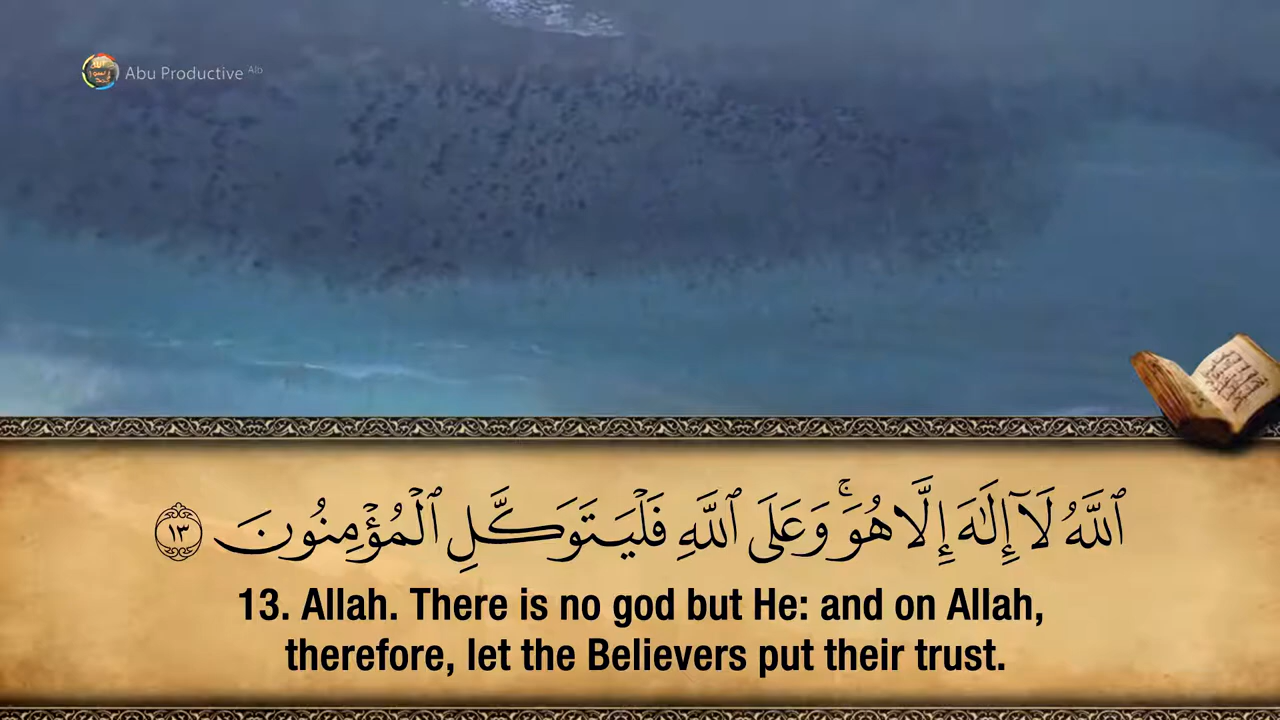 Abu Productive Alb
ٱللَّهُ لَآ إِلَٰهَ إِلَّا هُوَ ۚ وَعَلَى ٱللَّهِ فَلْيَتَوَكَّلِ ٱلْمُؤْمِنُونَ ١٣
13. Allah. There is no god but He: and on Allah,
therefore, let the Believers put their trust.